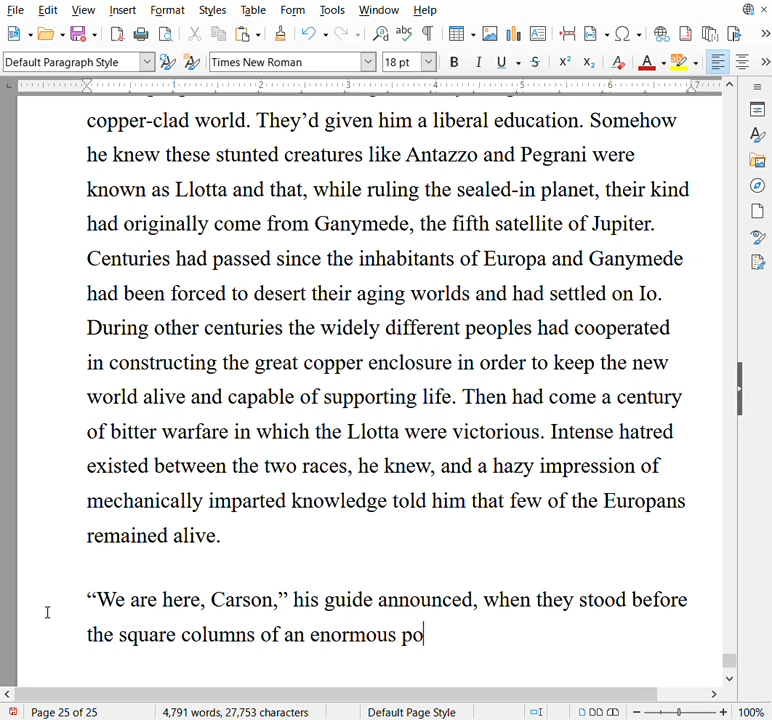 File Edit View Insert Format Styles Table Form Tools Window Help
Default Paragraph Style Times New Roman 18 pt B I U S X² X₂ A
1 2 3 4 5 6 7
copper-clad world. They’d given him a liberal education. Somehow
he knew these stunted creatures like Antazzo and Pegrani were
known as Llotta and that, while ruling the sealed-in planet, their kind
had originally come from Ganymede, the fifth satellite of Jupiter.
Centuries had passed since the inhabitants of Europa and Ganymede
had been forced to desert their aging worlds and had settled on Io.
During other centuries the widely different peoples had cooperated
in constructing the great copper enclosure in order to keep the new
world alive and capable of supporting life. Then had come a century
of bitter warfare in which the Llotta were victorious. Intense hatred
existed between the two races, he knew, and a hazy impression of
mechanically imparted knowledge told him that few of the Europans
remained alive.
“We are here, Carson,” his guide announced, when they stood before
the square columns of an enormous po
Page 25 of 25 4,791 words, 27,753 characters Default Page Style 100%